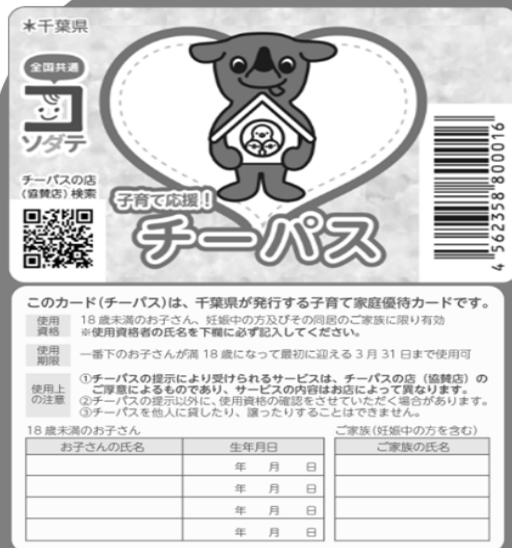 ＊千葉県
全国共通
コ
ソダテ
チーパスの店
(協賛店) 検索
子育て応援！
チーパス
4 562358 800016
このカード(チーパス)は、千葉県が発行する子育て家庭優待カードです。
使用資格
18 歳未満のお子さん、妊娠中の方及びその同居のご家族に限り有効
※使用資格者の氏名を下欄に必ず記入してください。
使用期限
一番下のお子さんが満 18 歳になって最初に迎える 3 月 31 日まで使用可
使用上の注意
①チーパスの提示により受けられるサービスは、チーパスの店（協賛店）の
ご厚意によるものであり、サービスの内容はお店によって異なります。
②チーパスの提示以外に、使用資格の確認をさせていただく場合があります。
③チーパスを他人に貸したり、譲ったりすることはできません。
18 歳未満のお子さん
ご家族(妊娠中の方を含む)
お子さんの氏名 生年月日 ご家族の氏名
年 月 日
年 月 日
年 月 日
年 月 日